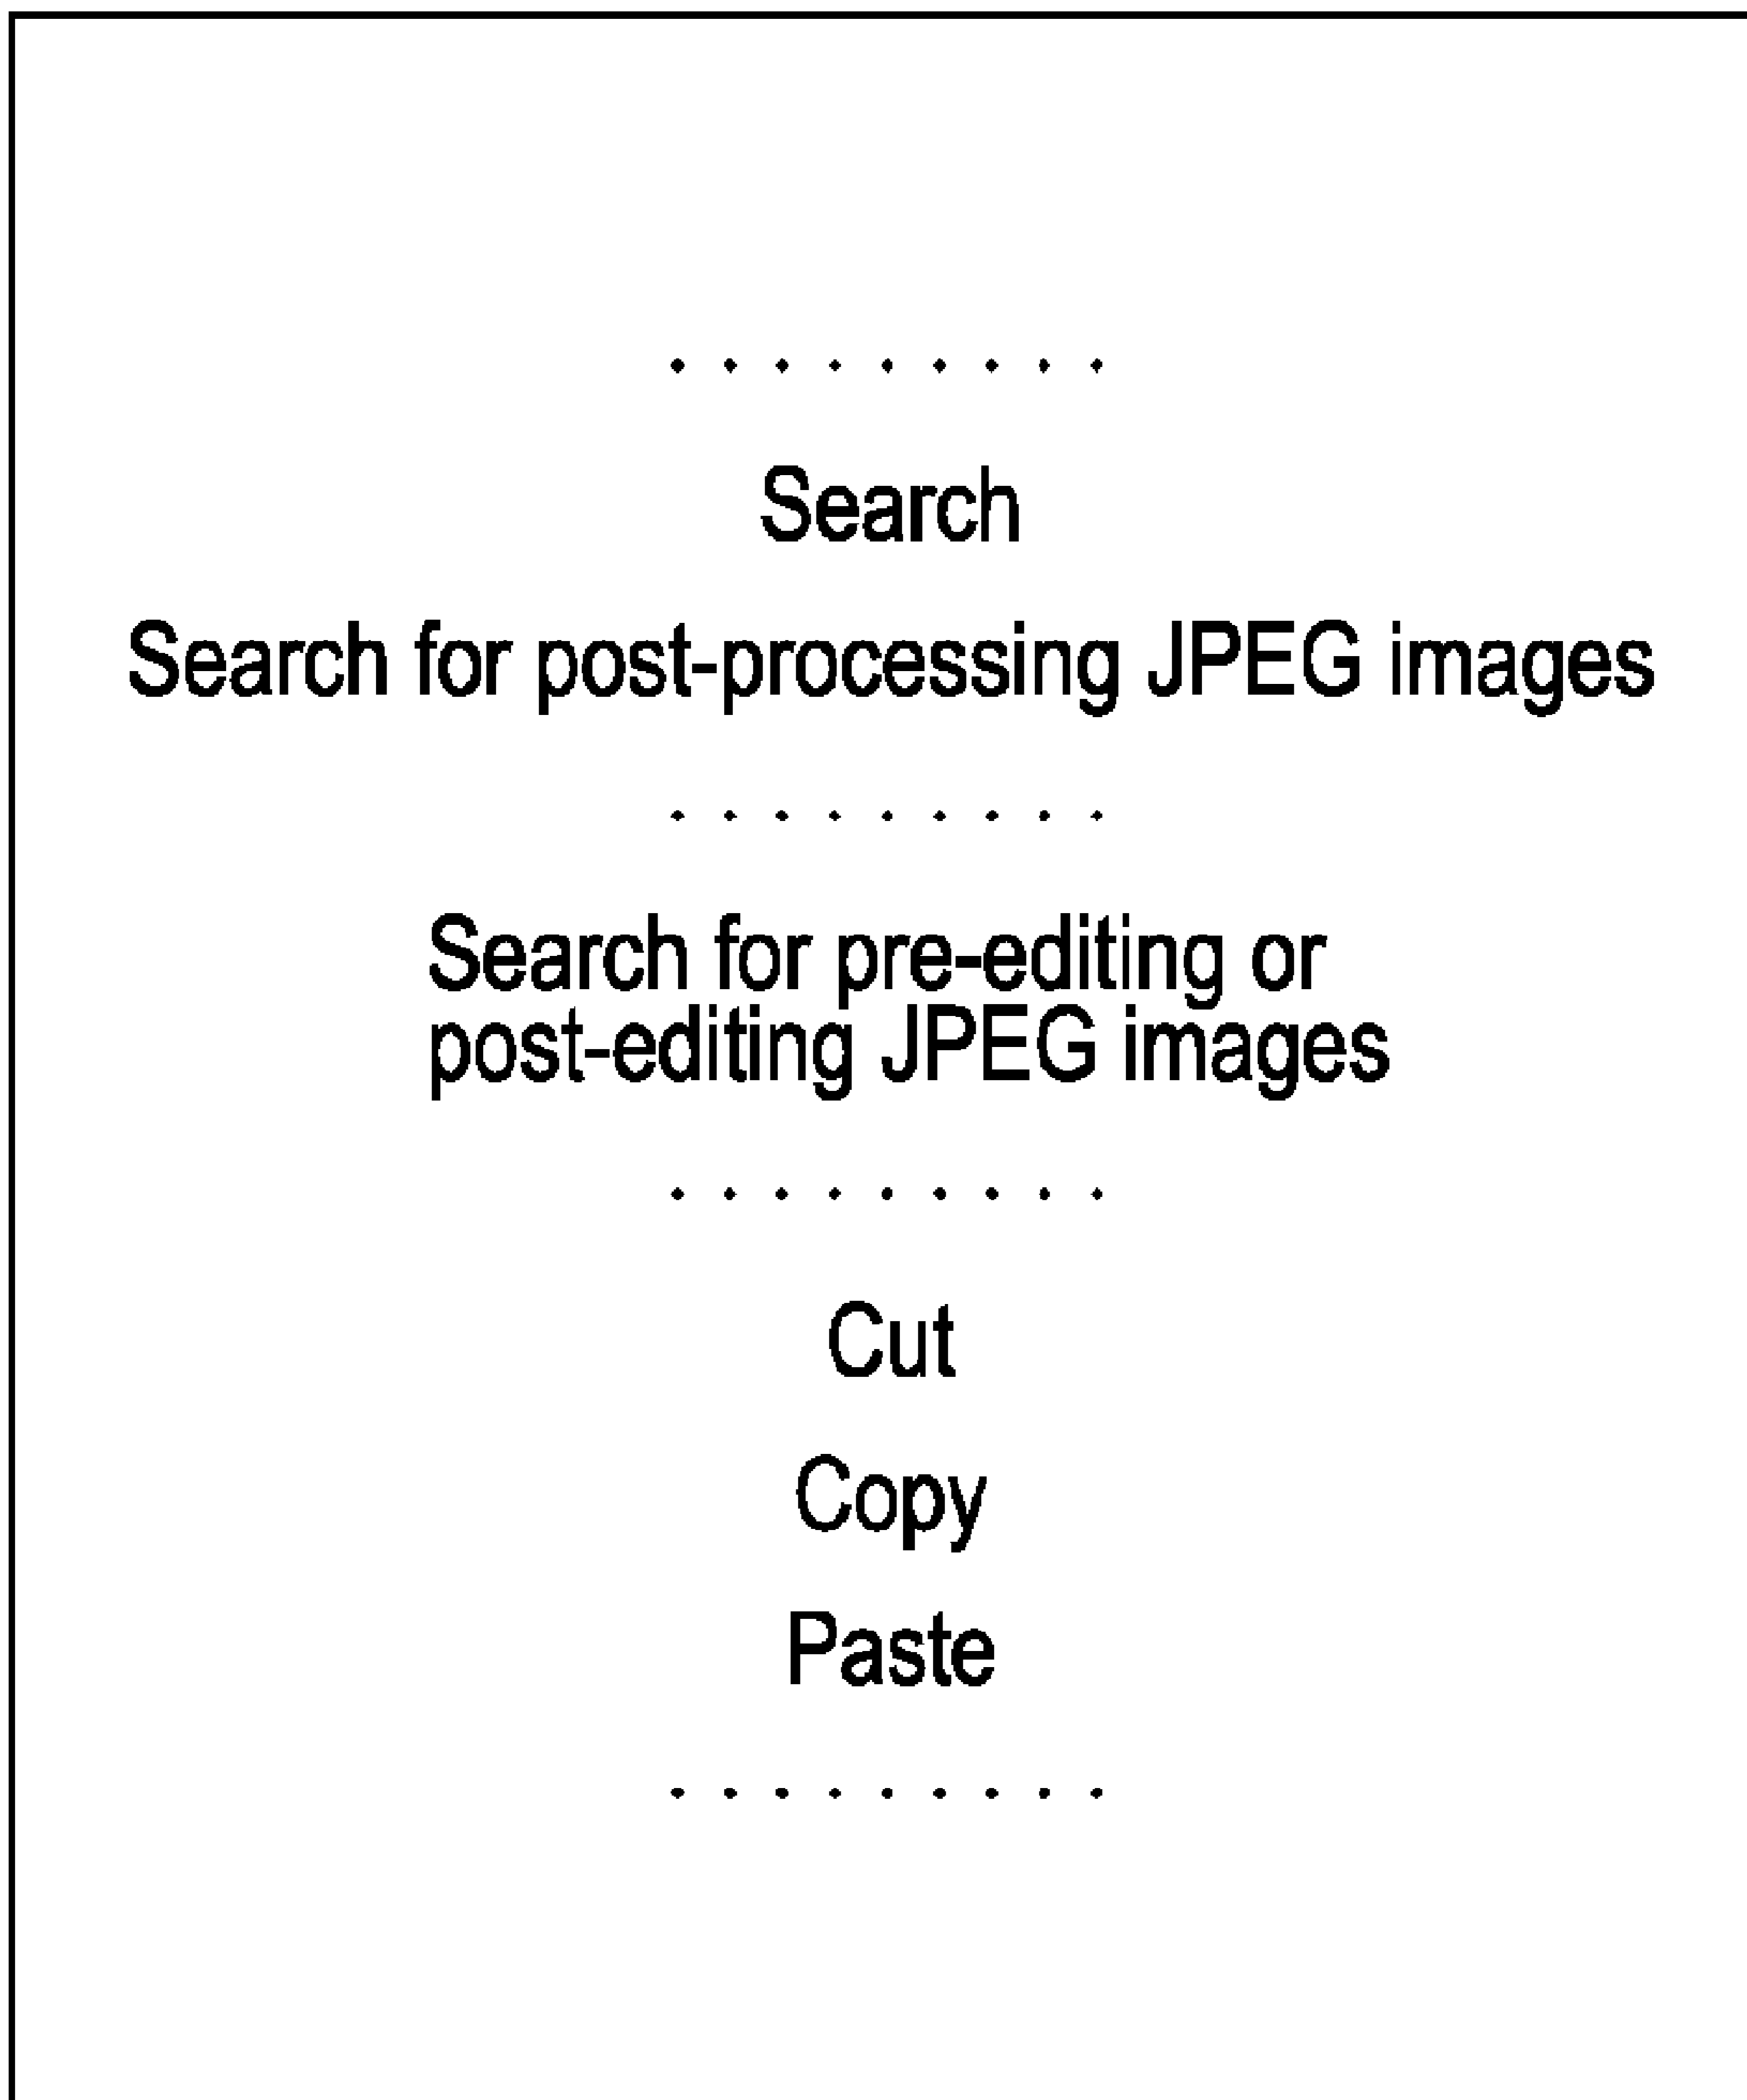 . . . . . . . . .
Search
Search for post-processing JPEG images
. . . . . . . . .
Search for pre-editing or
post-editing JPEG images
. . . . . . . . .
Cut
Copy
Paste
. . . . . . . . .